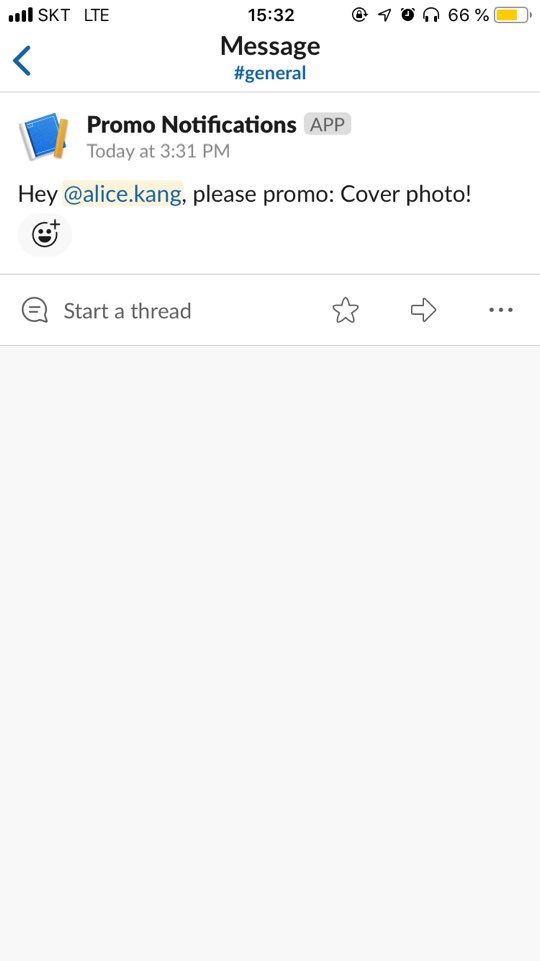 SKT LTE 15:32 66 %
Message
#general
Promo Notifications APP
Today at 3:31 PM
Hey @alice.kang, please promo: Cover photo!
Start a thread